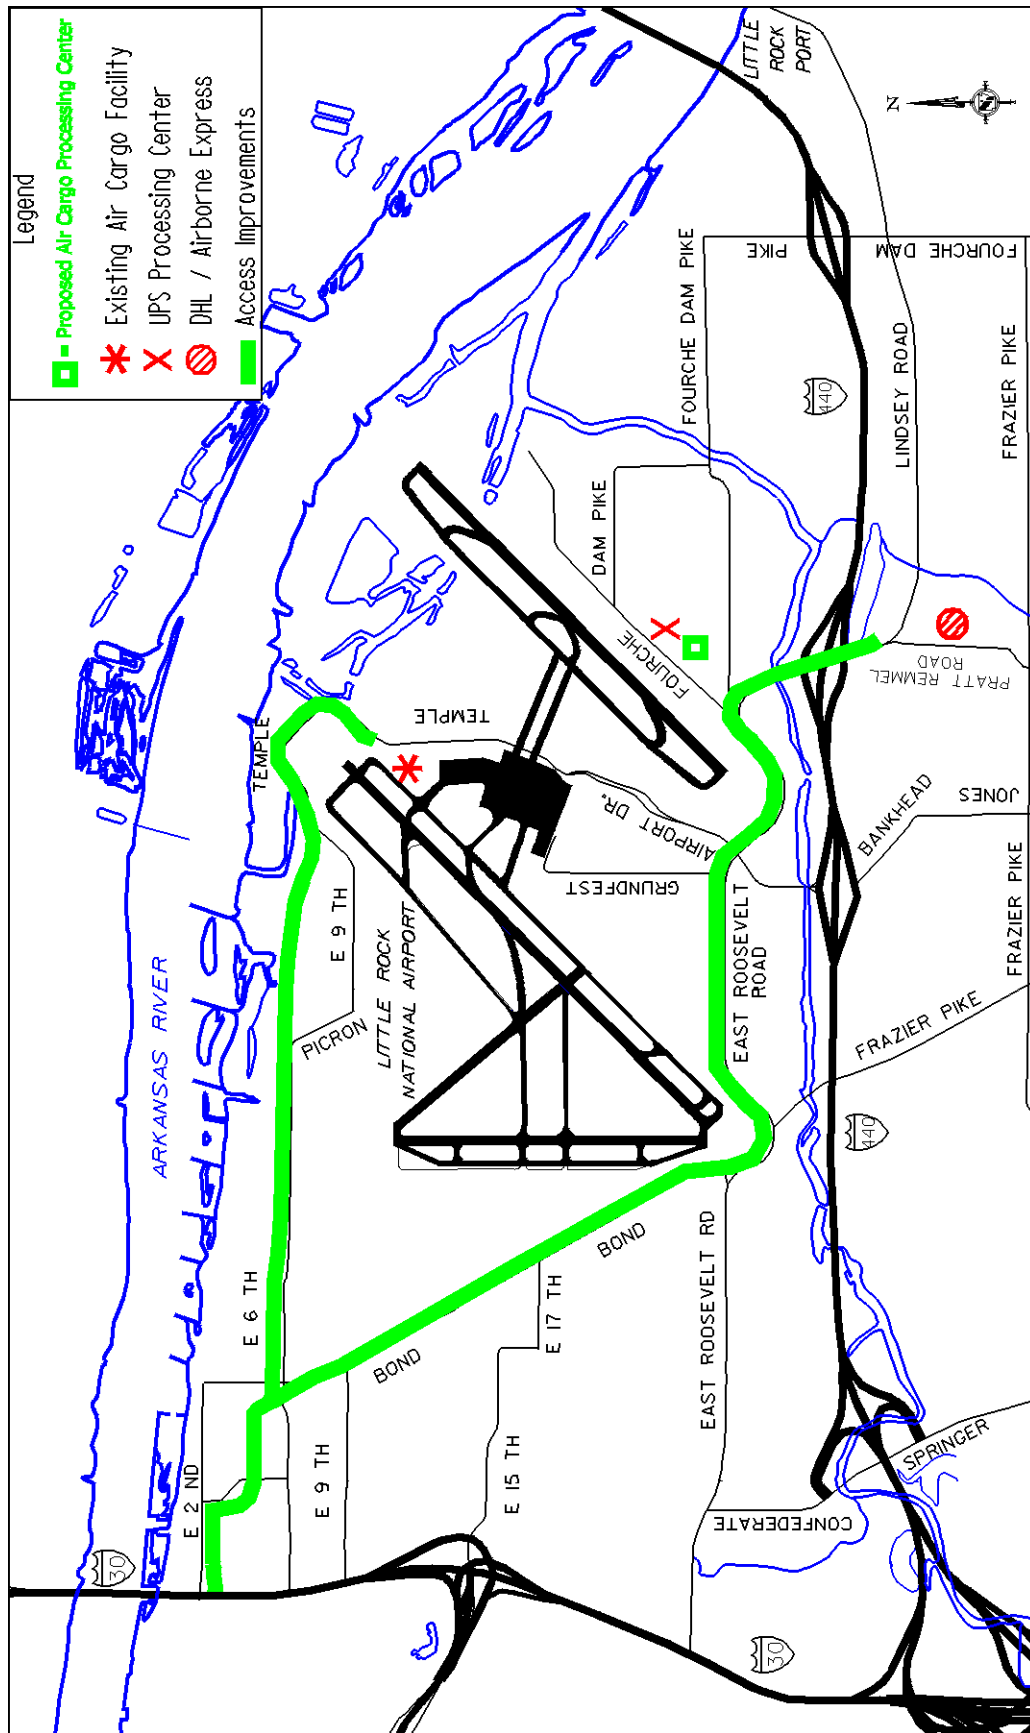 Legend
= Proposed Air Cargo Processing Center
Existing Air Cargo Facility
UPS Processing Center
DHL / Airborne Express
Access Improvements
LITTLE
ROCK
PORT
N
ARKANSAS RIVER
TEMPLE
TEMPLE
E 9 TH
PICRON
LITTLE ROCK
NATIONAL AIRPORT
AIRPORT DR.
GRUNDFEST
FOURCHE
DAM PIKE
FOURCHE DAM PIKE
PIKE
FOURCHE DAM
LINDSEY ROAD
440
FRAZIER PIKE
PRATT REMMEL
ROAD
JONES
BANKHEAD
FRAZIER PIKE
EAST ROOSEVELT
ROAD
FRAZIER PIKE
440
E 6 TH
BOND
BOND
E 17 TH
E 15 TH
E 9 TH
E 2 ND
30
EAST ROOSEVELT RD
CONFEDERATE
SPRINGER
30